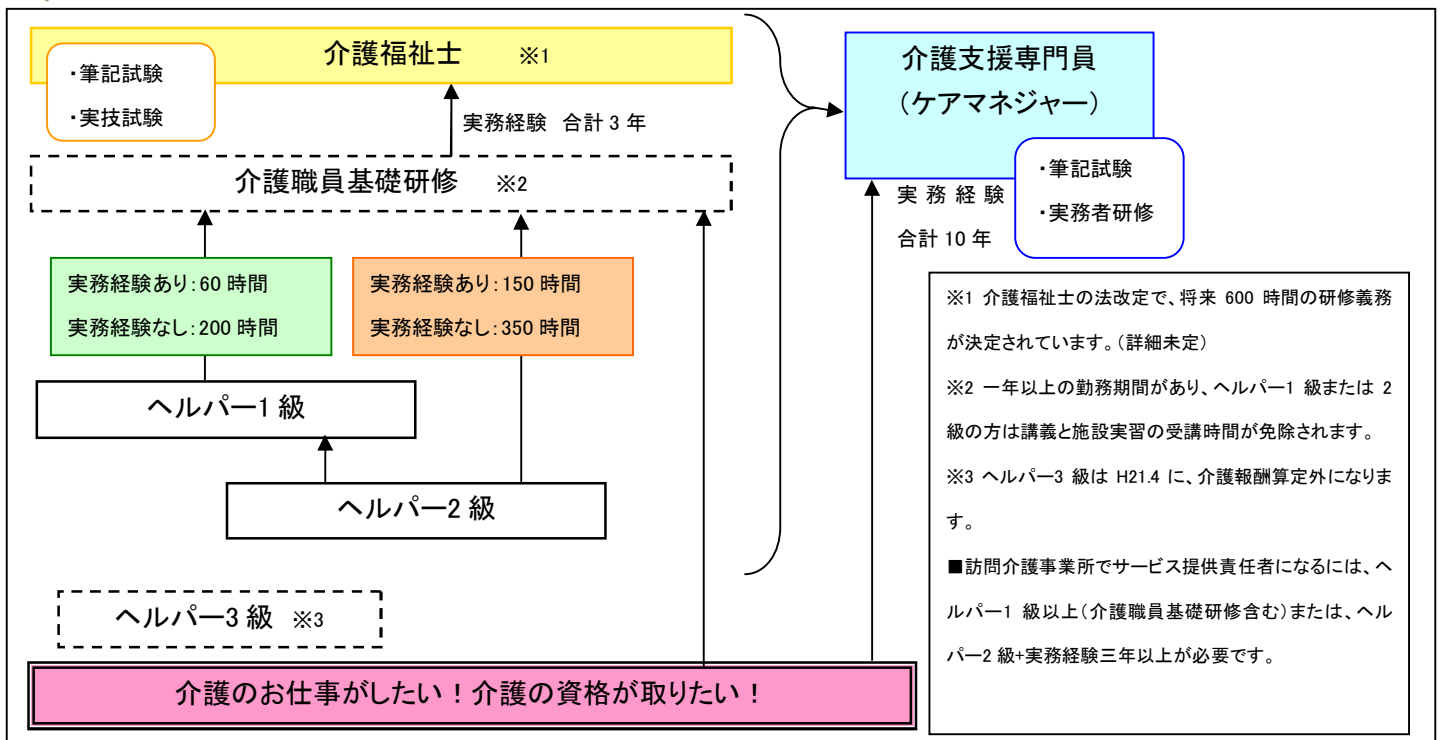 介護福祉士 ※1
・筆記試験
・実技試験
実務経験 合計 3 年
介護職員基礎研修 ※2
実務経験あり:60 時間
実務経験なし:200 時間
実務経験あり:150 時間
実務経験なし:350 時間
ヘルパー1 級
ヘルパー2 級
ヘルパー3 級 ※3
介護のお仕事がしたい！介護の資格が取りたい！
介護支援専門員
（ケアマネジャー）
・筆記試験
・実務者研修
実 務 経 験
合計 10 年
※1 介護福祉士の法改定で、将来 600 時間の研修義務
が決定されています。（詳細未定）
※2 一年以上の勤務期間があり、ヘルパー1 級または 2
級の方は講義と施設実習の受講時間が免除されます。
※3 ヘルパー3 級は H21.4 に、介護報酬算定外になりま
す。
■訪問介護事業所でサービス提供責任者になるには、ヘ
ルパー1 級以上（介護職員基礎研修含む）または、ヘル
パー2 級+実務経験三年以上が必要です。